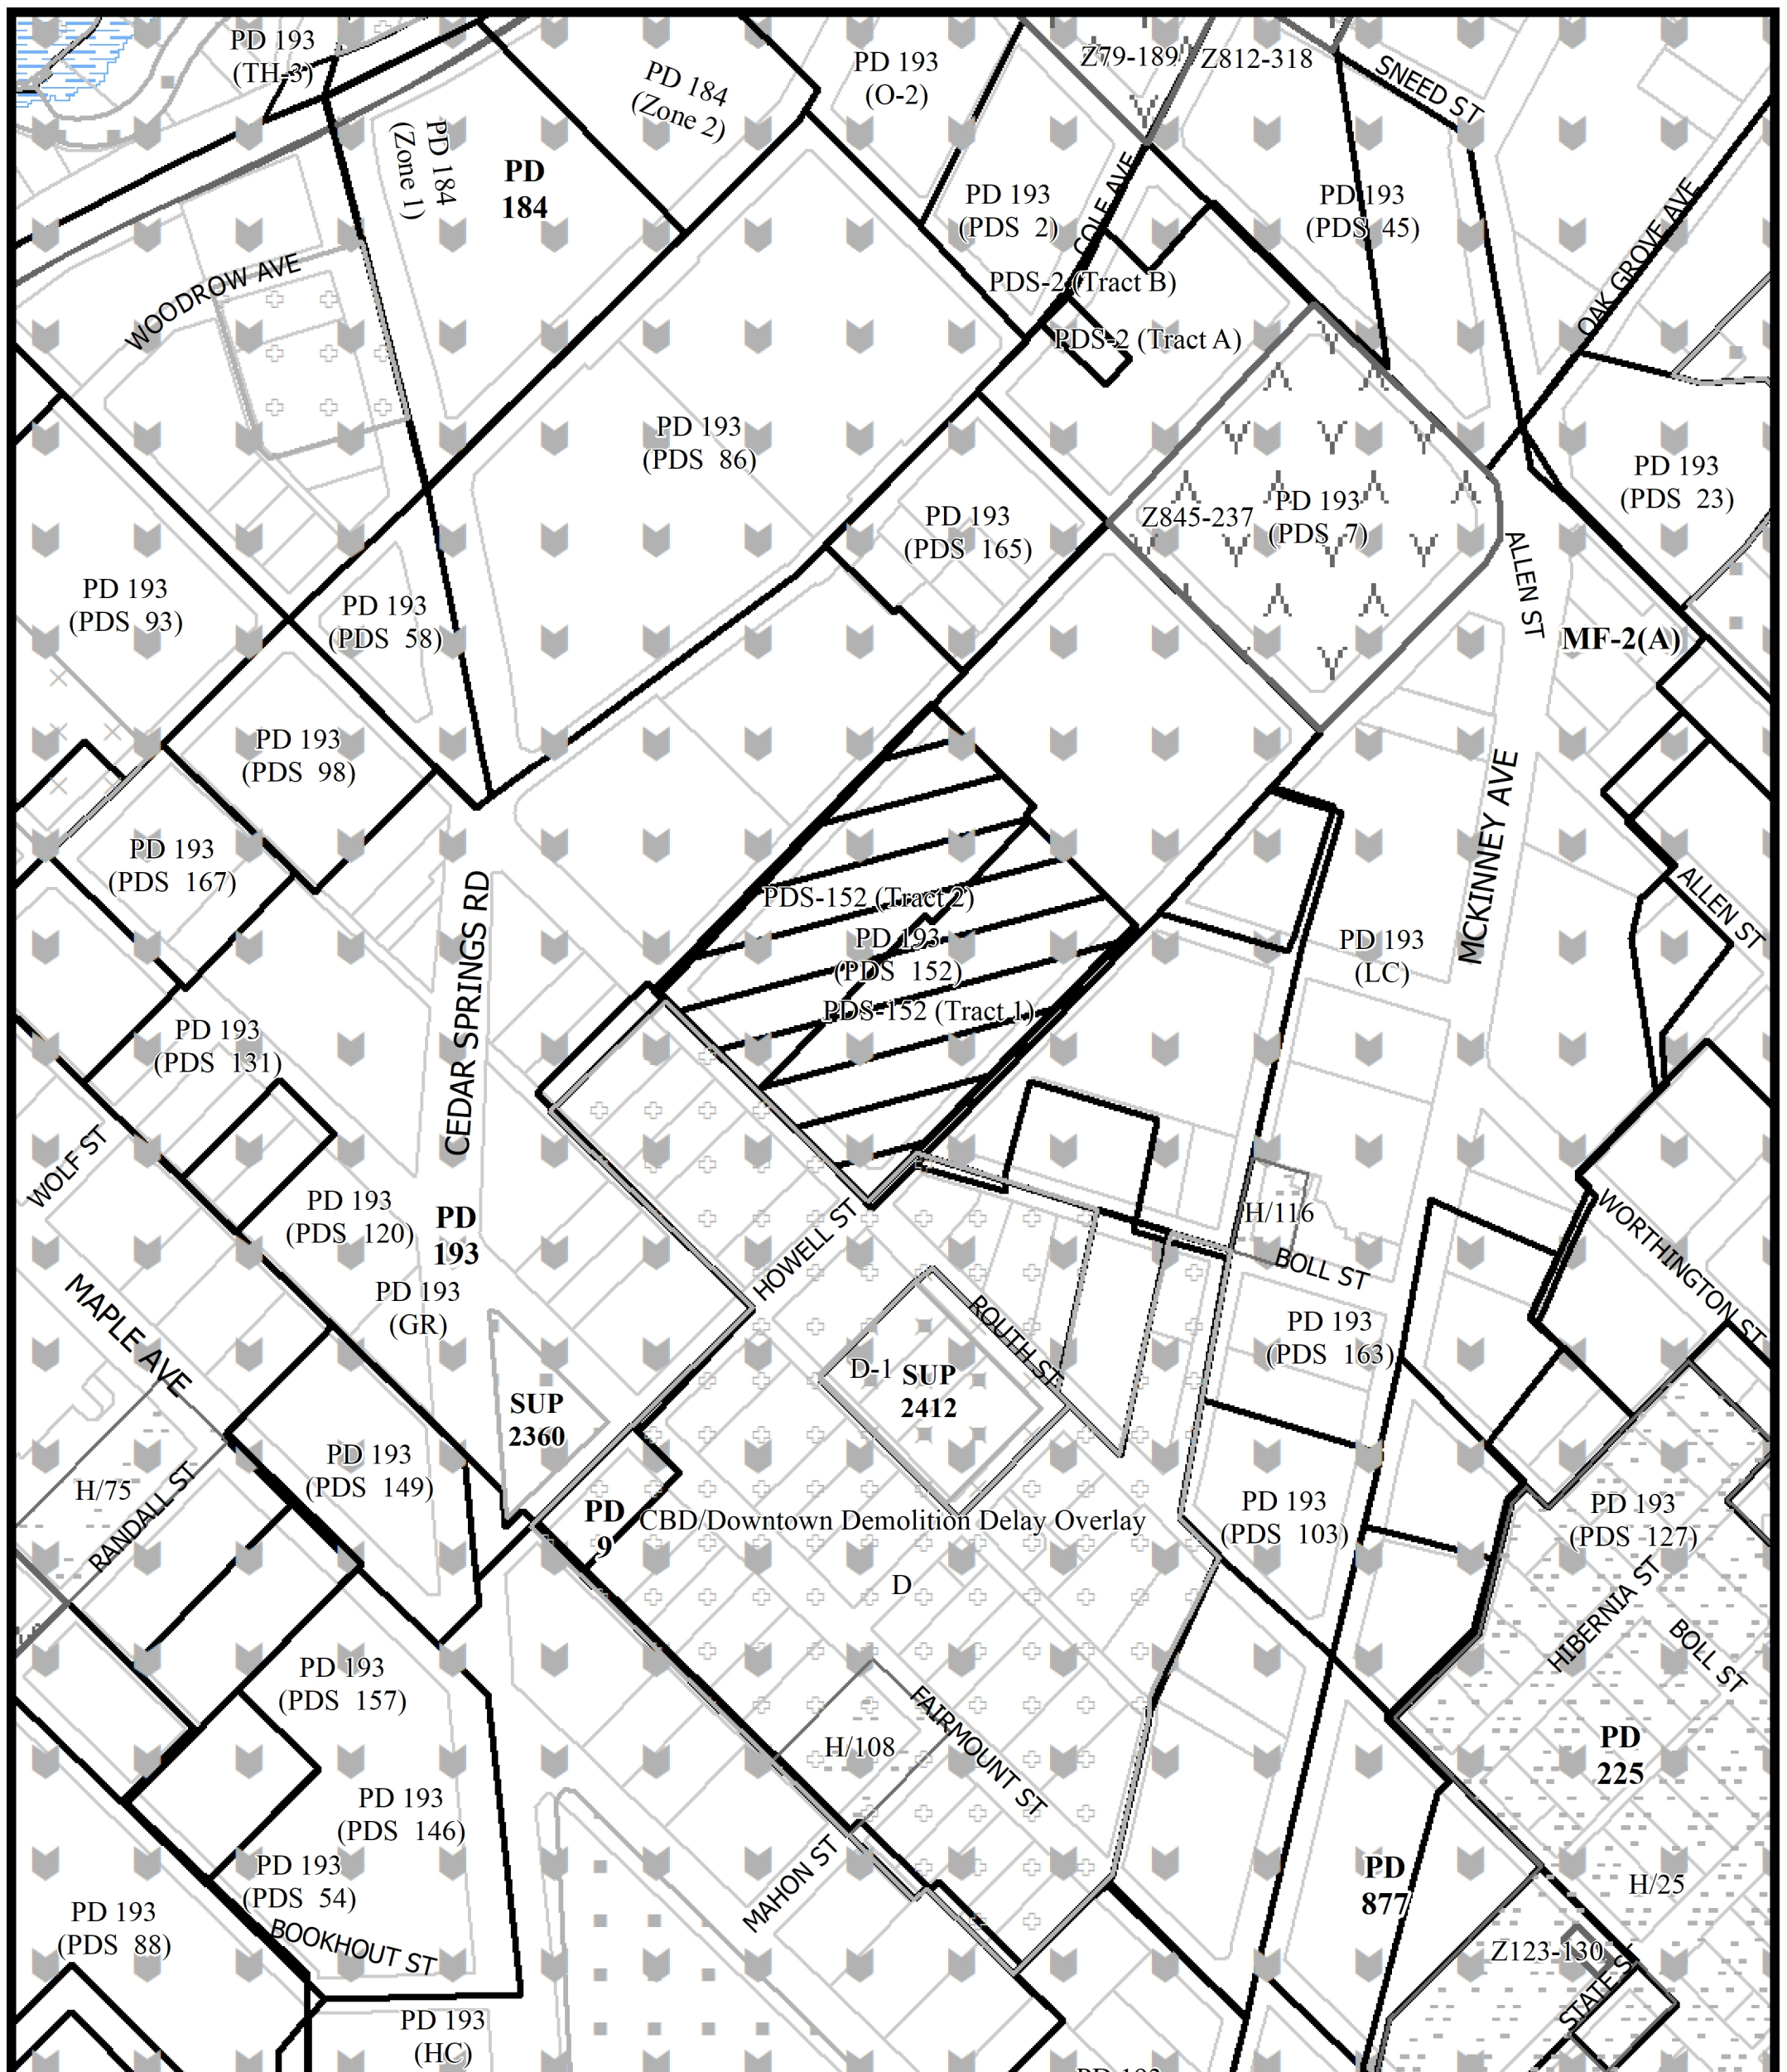 PD 193
(TH-3)
PD 184
(Zone 1)
PD
184
PD 184
(Zone 2)
PD 193
(O-2)
Z79-189
Z812-318
SNEED ST
PD 193
(PDS 2)
COLE AVE
PD 193
(PDS 45)
OAK GROVE AVE
WOODROW AVE
PDS-2 (Tract B)
PDS-2 (Tract A)
PD 193
(PDS 86)
PD 193
(PDS 165)
Z845-237
PD 193
(PDS 7)
PD 193
(PDS 23)
ALLEN ST
MF-2(A)
PD 193
(PDS 93)
PD 193
(PDS 58)
PD 193
(PDS 98)
PD 193
(PDS 167)
CEDAR SPRINGS RD
PDS-152 (Tract 2)
PD 193
(PDS 152)
PDS-152 (Tract 1)
PD 193
(LC)
MCKINNEY AVE
ALLEN ST
PD 193
(PDS 131)
WOLF ST
PD 193
(PDS 120)
PD
193
PD 193
(GR)
HOWELL ST
H/116
BOLL ST
WORTHINGTON ST
MAPLE AVE
ROUTH ST
PD 193
(PDS 163)
D-1
SUP
2412
SUP
2360
PD 193
(PDS 149)
H/75
RANDALL ST
PD
9
CBD/Downtown Demolition Delay Overlay
PD 193
(PDS 103)
PD 193
(PDS 127)
D
HIBERNIA ST
BOLL ST
PD 193
(PDS 157)
FAIRMOUNT ST
H/108
PD
225
PD 193
(PDS 146)
PD 193
(PDS 54)
MAHON ST
PD
877
H/25
PD 193
(PDS 88)
BOOKHOUT ST
Z123-130
STATE ST
PD 193
(HC)
PD 193